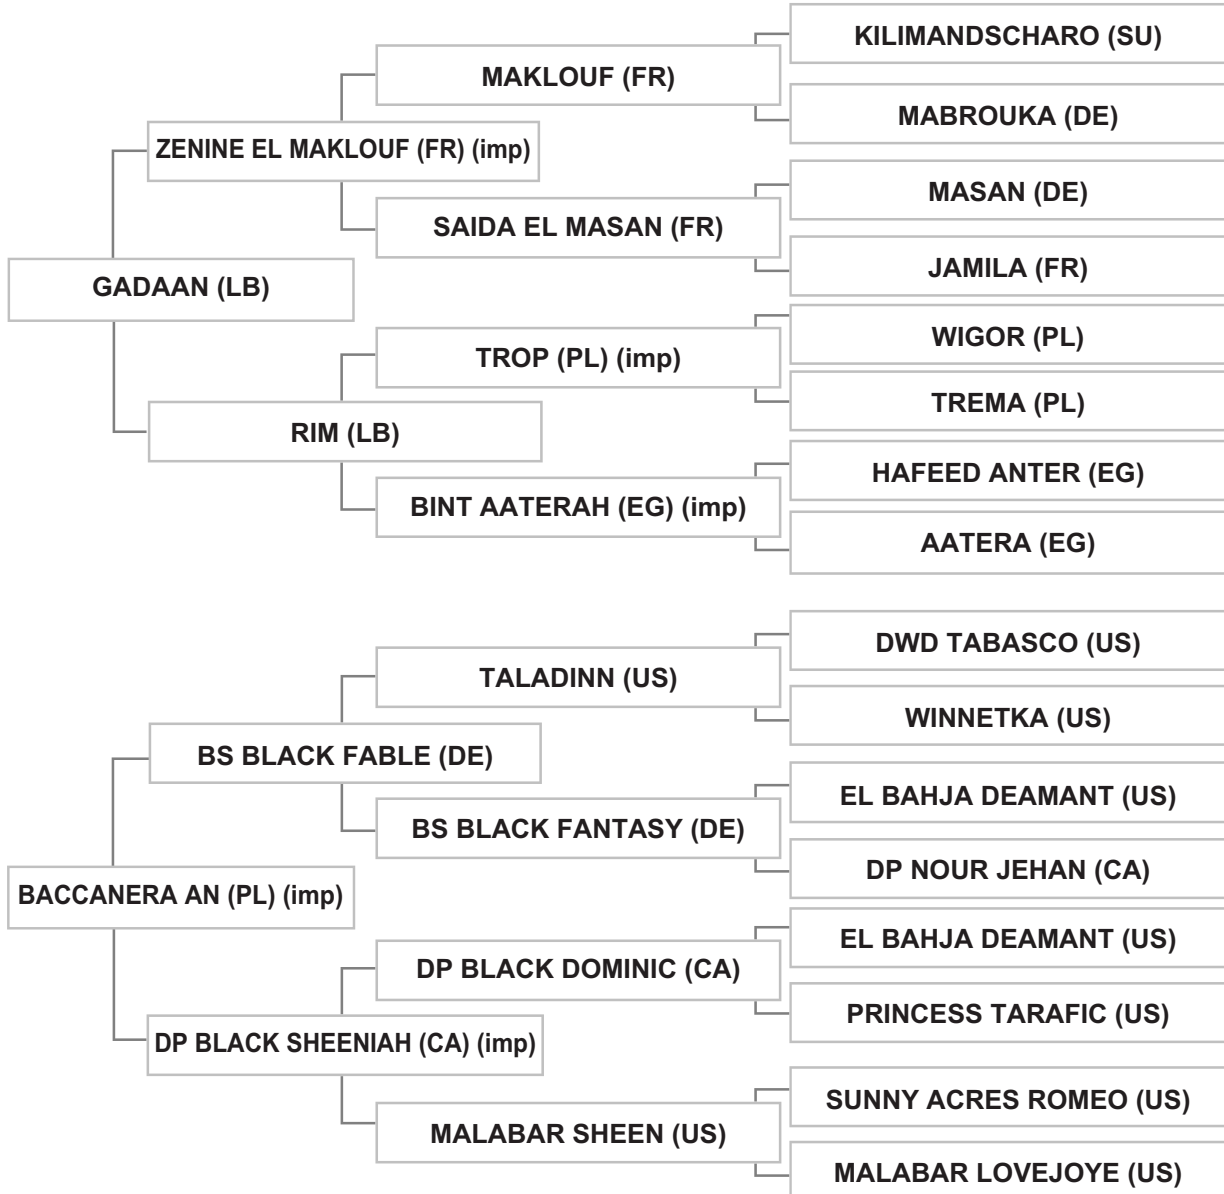 KILIMANDSCHARO (SU)
MAKLOUF (FR)
MABROUKA (DE)
ZENINE EL MAKLOUF (FR) (imp)
MASAN (DE)
SAIDA EL MASAN (FR)
JAMILA (FR)
GADAAN (LB)
WIGOR (PL)
TROP (PL) (imp)
TREMA (PL)
RIM (LB)
HAFEED ANTER (EG)
BINT AATERAH (EG) (imp)
AATERA (EG)
DWD TABASCO (US)
TALADINN (US)
WINNETKA (US)
BS BLACK FABLE (DE)
EL BAHJA DEAMANT (US)
BS BLACK FANTASY (DE)
DP NOUR JEHAN (CA)
BACCANERA AN (PL) (imp)
EL BAHJA DEAMANT (US)
DP BLACK DOMINIC (CA)
PRINCESS TARAFIC (US)
DP BLACK SHEENIAH (CA) (imp)
SUNNY ACRES ROMEO (US)
MALABAR SHEEN (US)
MALABAR LOVEJOYE (US)